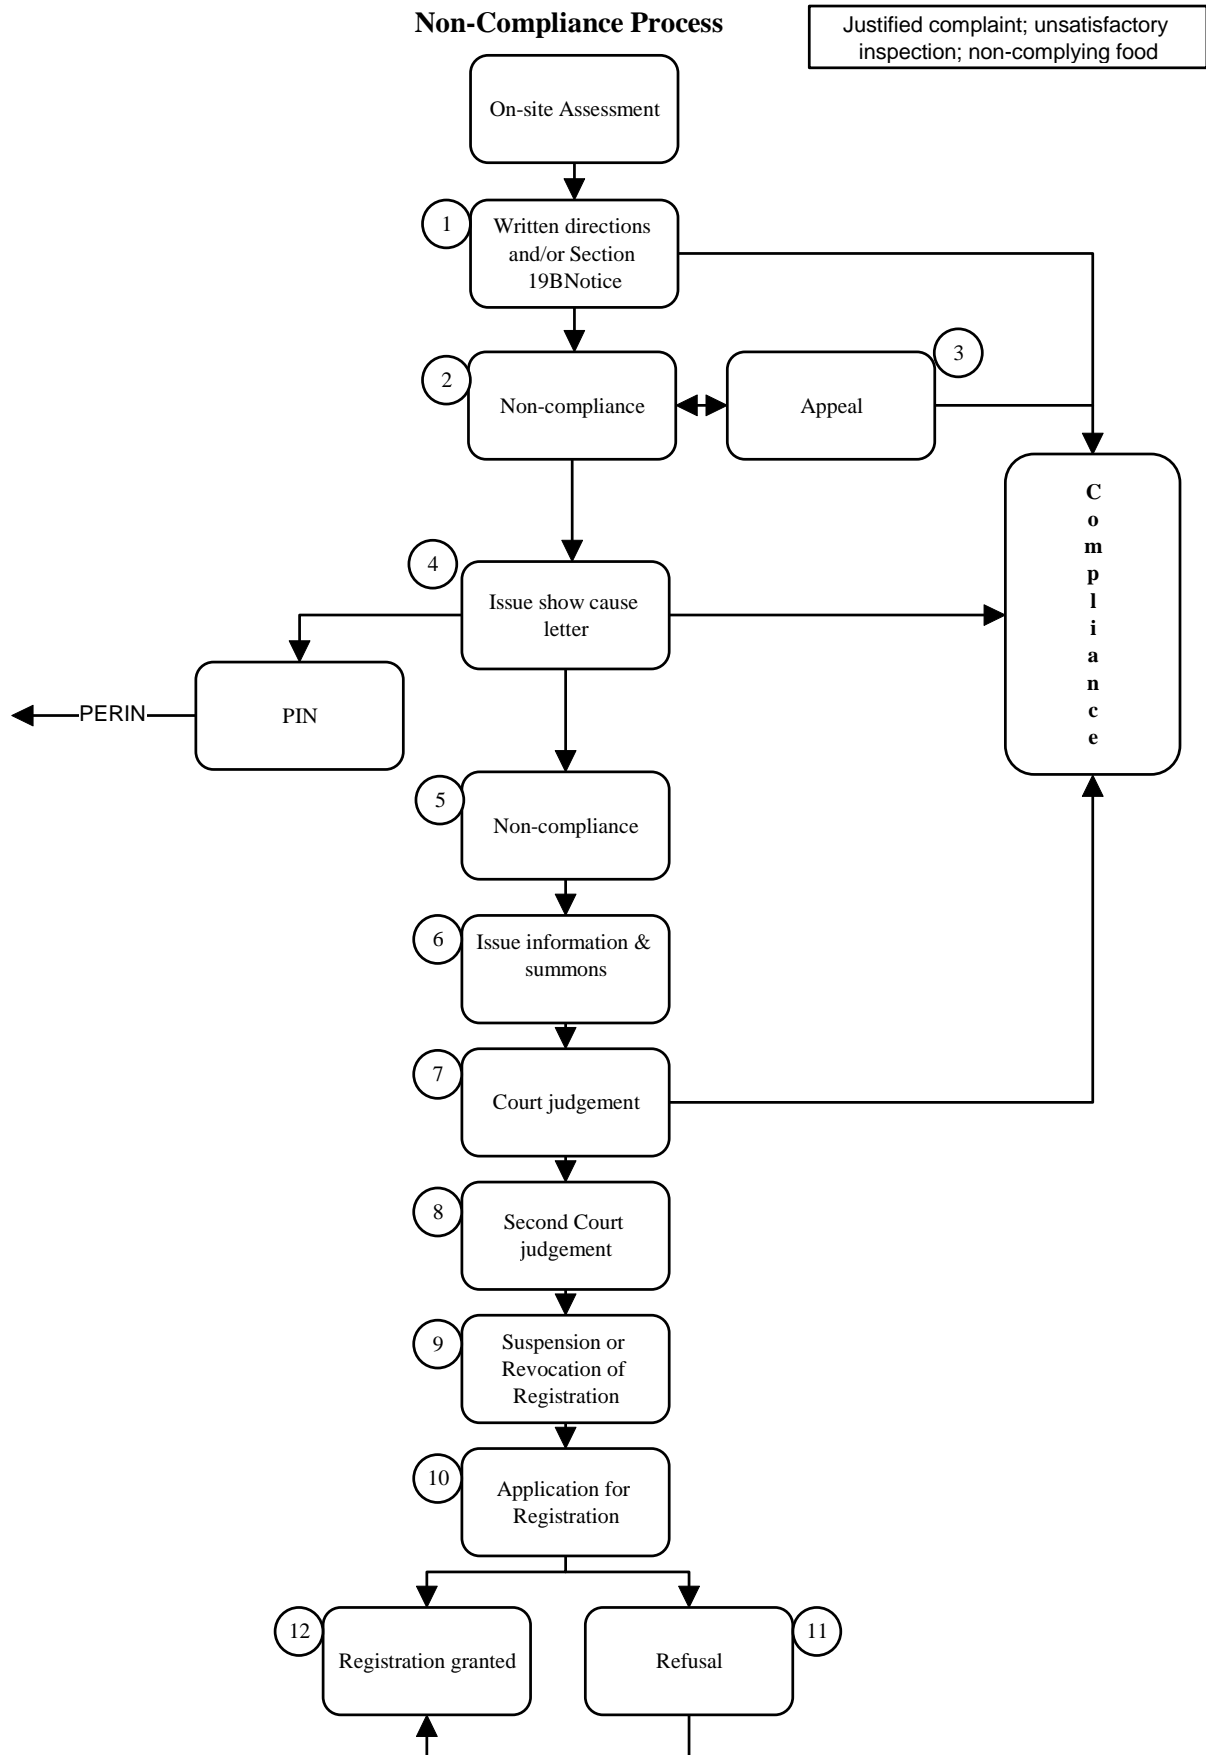 Non-Compliance Process
Justified complaint; unsatisfactory
inspection; non-complying food
On-site Assessment
1
Written directions
and/or Section
19BNotice
2
Non-compliance
3
Appeal
C
o
m
p
l
i
a
n
c
e
4
Issue show cause
letter
PERIN
PIN
5
Non-compliance
6
Issue information &
summons
7
Court judgement
8
Second Court
judgement
9
Suspension or
Revocation of
Registration
10
Application for
Registration
12
Registration granted
11
Refusal